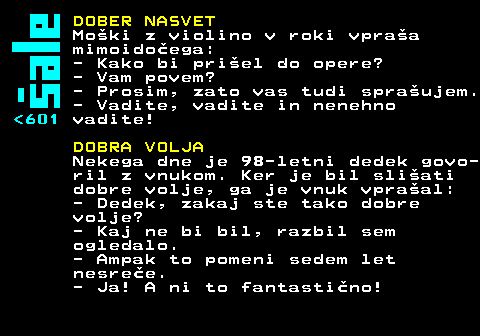 šale
<601
DOBER NASVET
Moški z violino v roki vpraša
mimoidočega:
- Kako bi prišel do opere?
- Vam povem?
- Prosim, zato vas tudi sprašujem.
- Vadite, vadite in nenehno
vadite!
DOBRA VOLJA
Nekega dne je 98-letni dedek govo-
ril z vnukom. Ker je bil slišati
dobre volje, ga je vnuk vprašal:
- Dedek, zakaj ste tako dobre
volje?
- Kaj ne bi bil, razbil sem
ogledalo.
- Ampak to pomeni sedem let
nesreče.
- Ja! A ni to fantastično!